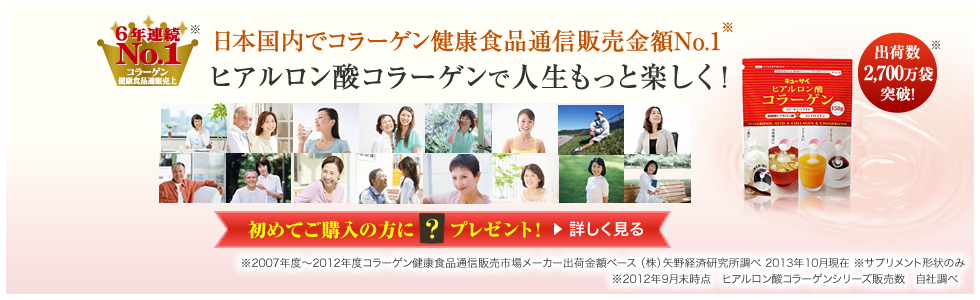 6年連続
No.1
コラーゲン
健康食品通販売上
※
日本国内でコラーゲン健康食品通信販売金額No.1※
ヒアルロン酸コラーゲンで人生もっと楽しく!
キューサイ
ヒアルロン酸
コラーゲン
150g
出荷数
2,700万袋
突破!
※
初めてご購入の方に?プレゼント! ▶ 詳しく見る
※2007年度~2012年度コラーゲン健康食品通信販売市場メーカー出荷金額ベース (株)矢野経済研究所調べ 2013年10月現在 ※サプリメント形状のみ
※2012年9月末時点 ヒアルロン酸コラーゲンシリーズ販売数 自社調べ